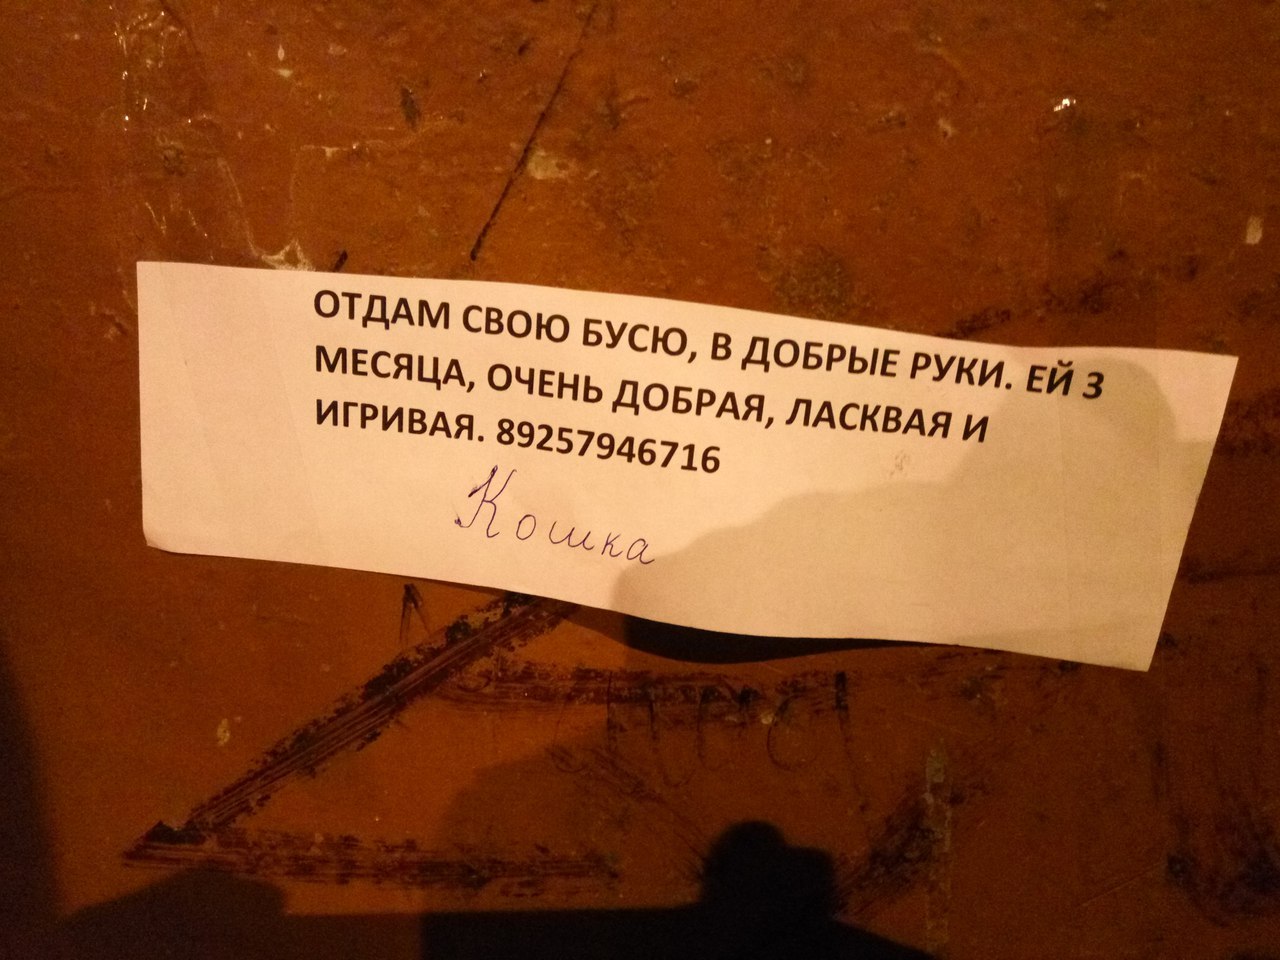 ОТДАМ СВОЮ БУСЮ, В ДОБРЫЕ РУКИ. ЕЙ 3
МЕСЯЦА, ОЧЕНЬ ДОБРАЯ, ЛАСКВАЯ И
ИГРИВАЯ. 89257946716
Кошка